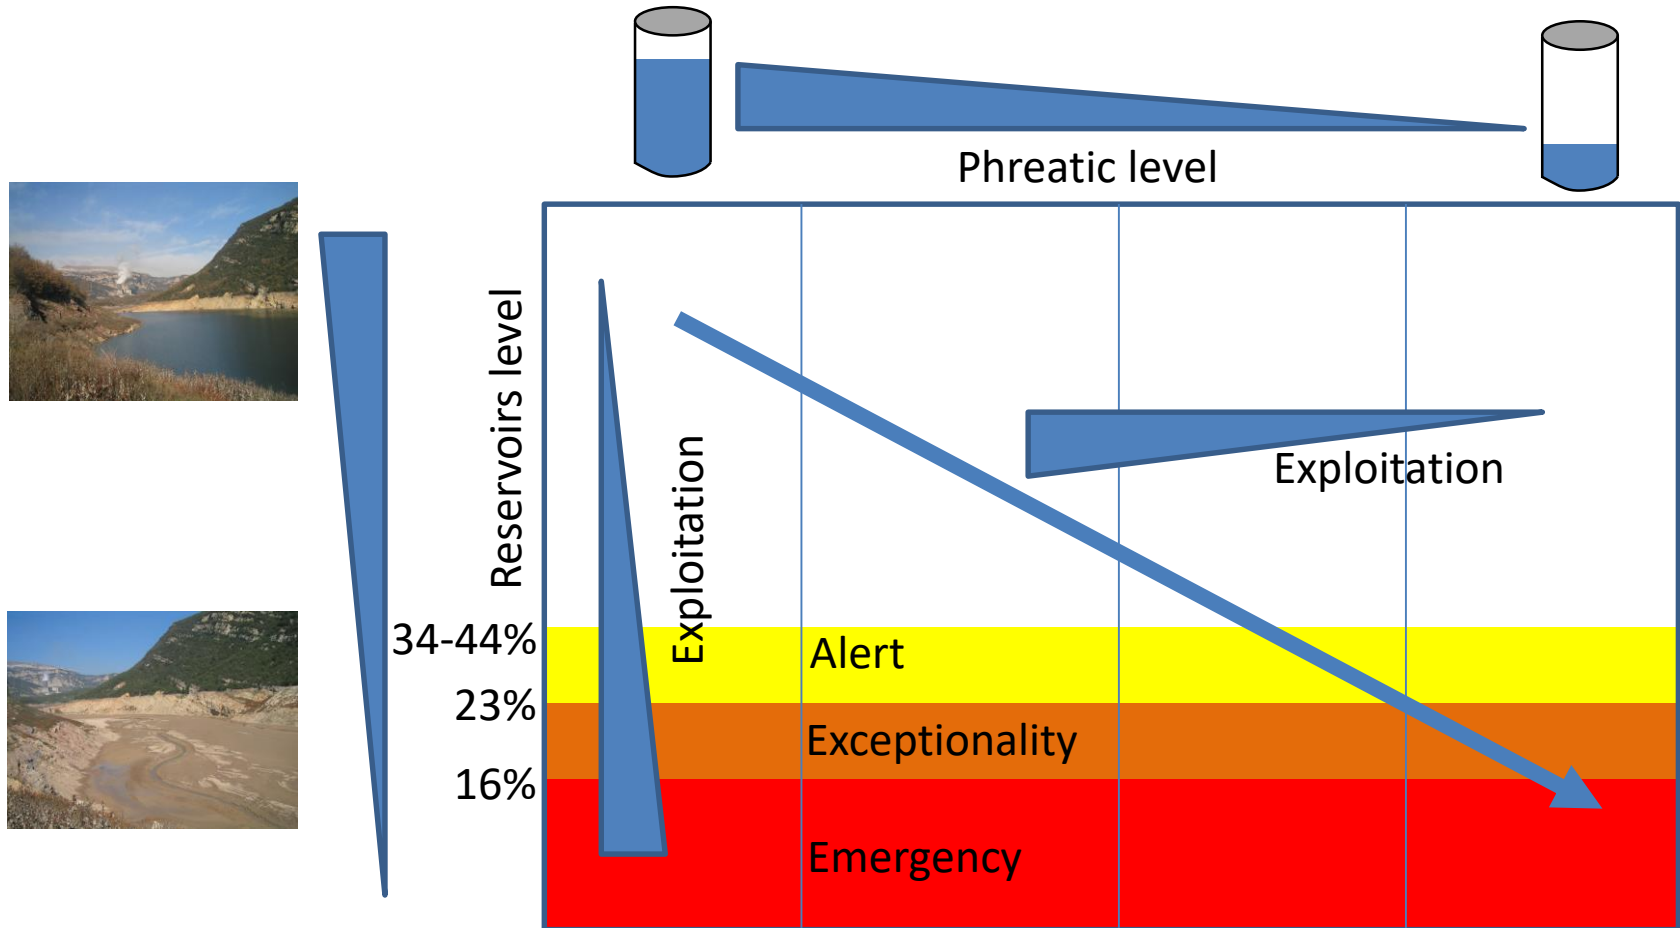 Phreatic level
Reservoirs level
Exploitation
Exploitation
34-44%
Alert
23%
Exceptionality
16%
Emergency